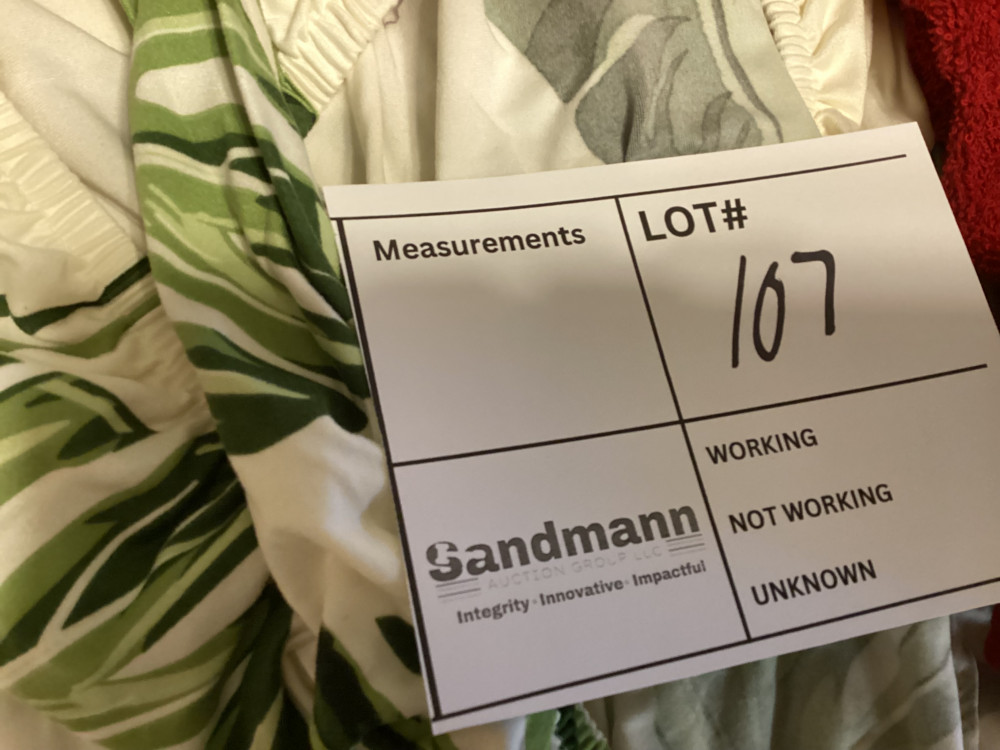 Measurements
LOT#
107
WORKING
NOT WORKING
UNKNOWN
Sandmann
AUCTION GROUP LLC
Integrity · Innovative · Impactful